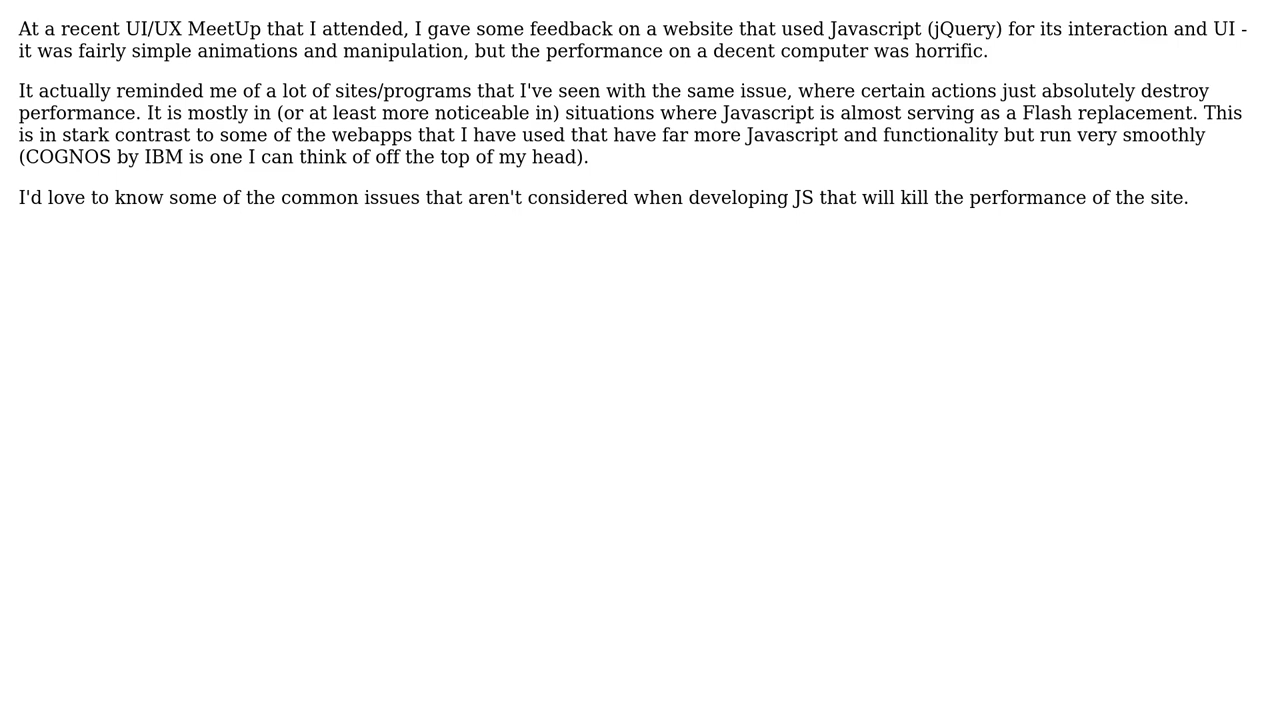 At a recent UI/UX MeetUp that I attended, I gave some feedback on a website that used Javascript (jQuery) for its interaction and UI -
it was fairly simple animations and manipulation, but the performance on a decent computer was horrific.
It actually reminded me of a lot of sites/programs that I've seen with the same issue, where certain actions just absolutely destroy
performance. It is mostly in (or at least more noticeable in) situations where Javascript is almost serving as a Flash replacement. This
is in stark contrast to some of the webapps that I have used that have far more Javascript and functionality but run very smoothly
(COGNOS by IBM is one I can think of off the top of my head).
I'd love to know some of the common issues that aren't considered when developing JS that will kill the performance of the site.